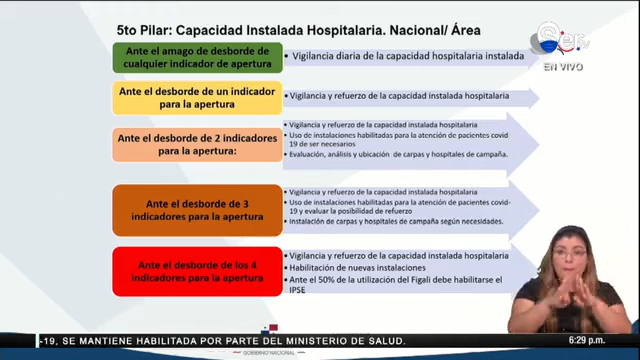 5to Pilar: Capacidad Instalada Hospitalaria. Nacional/ Área
Ser
tv
EN VIVO
Ante el amago de desborde de
cualquier indicador de apertura
• Vigilancia diaria de la capacidad hospitalaria instalada
Ante el desborde de un indicador
para la apertura
•Vigilancia y refuerzo de la capacidad instalada hospitalaria
Ante el desborde de 2 indicadores
para la apertura:
•Vigilancia y refuerzo de la capacidad instalada hospitalaria
•Uso de instalaciones habilitadas para la atención de pacientes covid
19 de ser necesarios
•Evaluación, análisis y ubicación de carpas y hospitales de campaña.
Ante el desborde de 3
indicadores para la apertura
•Vigilancia y refuerzo de la capacidad instalada hospitalaria
•Uso de instalaciones habilitadas para la atención de pacientes covid-
19 y evaluar la posibilidad de refuerzo
•Instalación de carpas y hospitales de campaña según necesidades.
Ante el desborde de los 4
indicadores para la apertura
•Vigilancia y refuerzo de la capacidad instalada hospitalaria
•Habilitación de nuevas instalaciones
•Ante el 50% de la utilización del Figali debe habilitarse el
IPSE
-19, SE MANTIENE HABILITADA POR PARTE DEL MINISTERIO DE SALUD.
6:29 p.m.
GOBIERNO NACIONAL